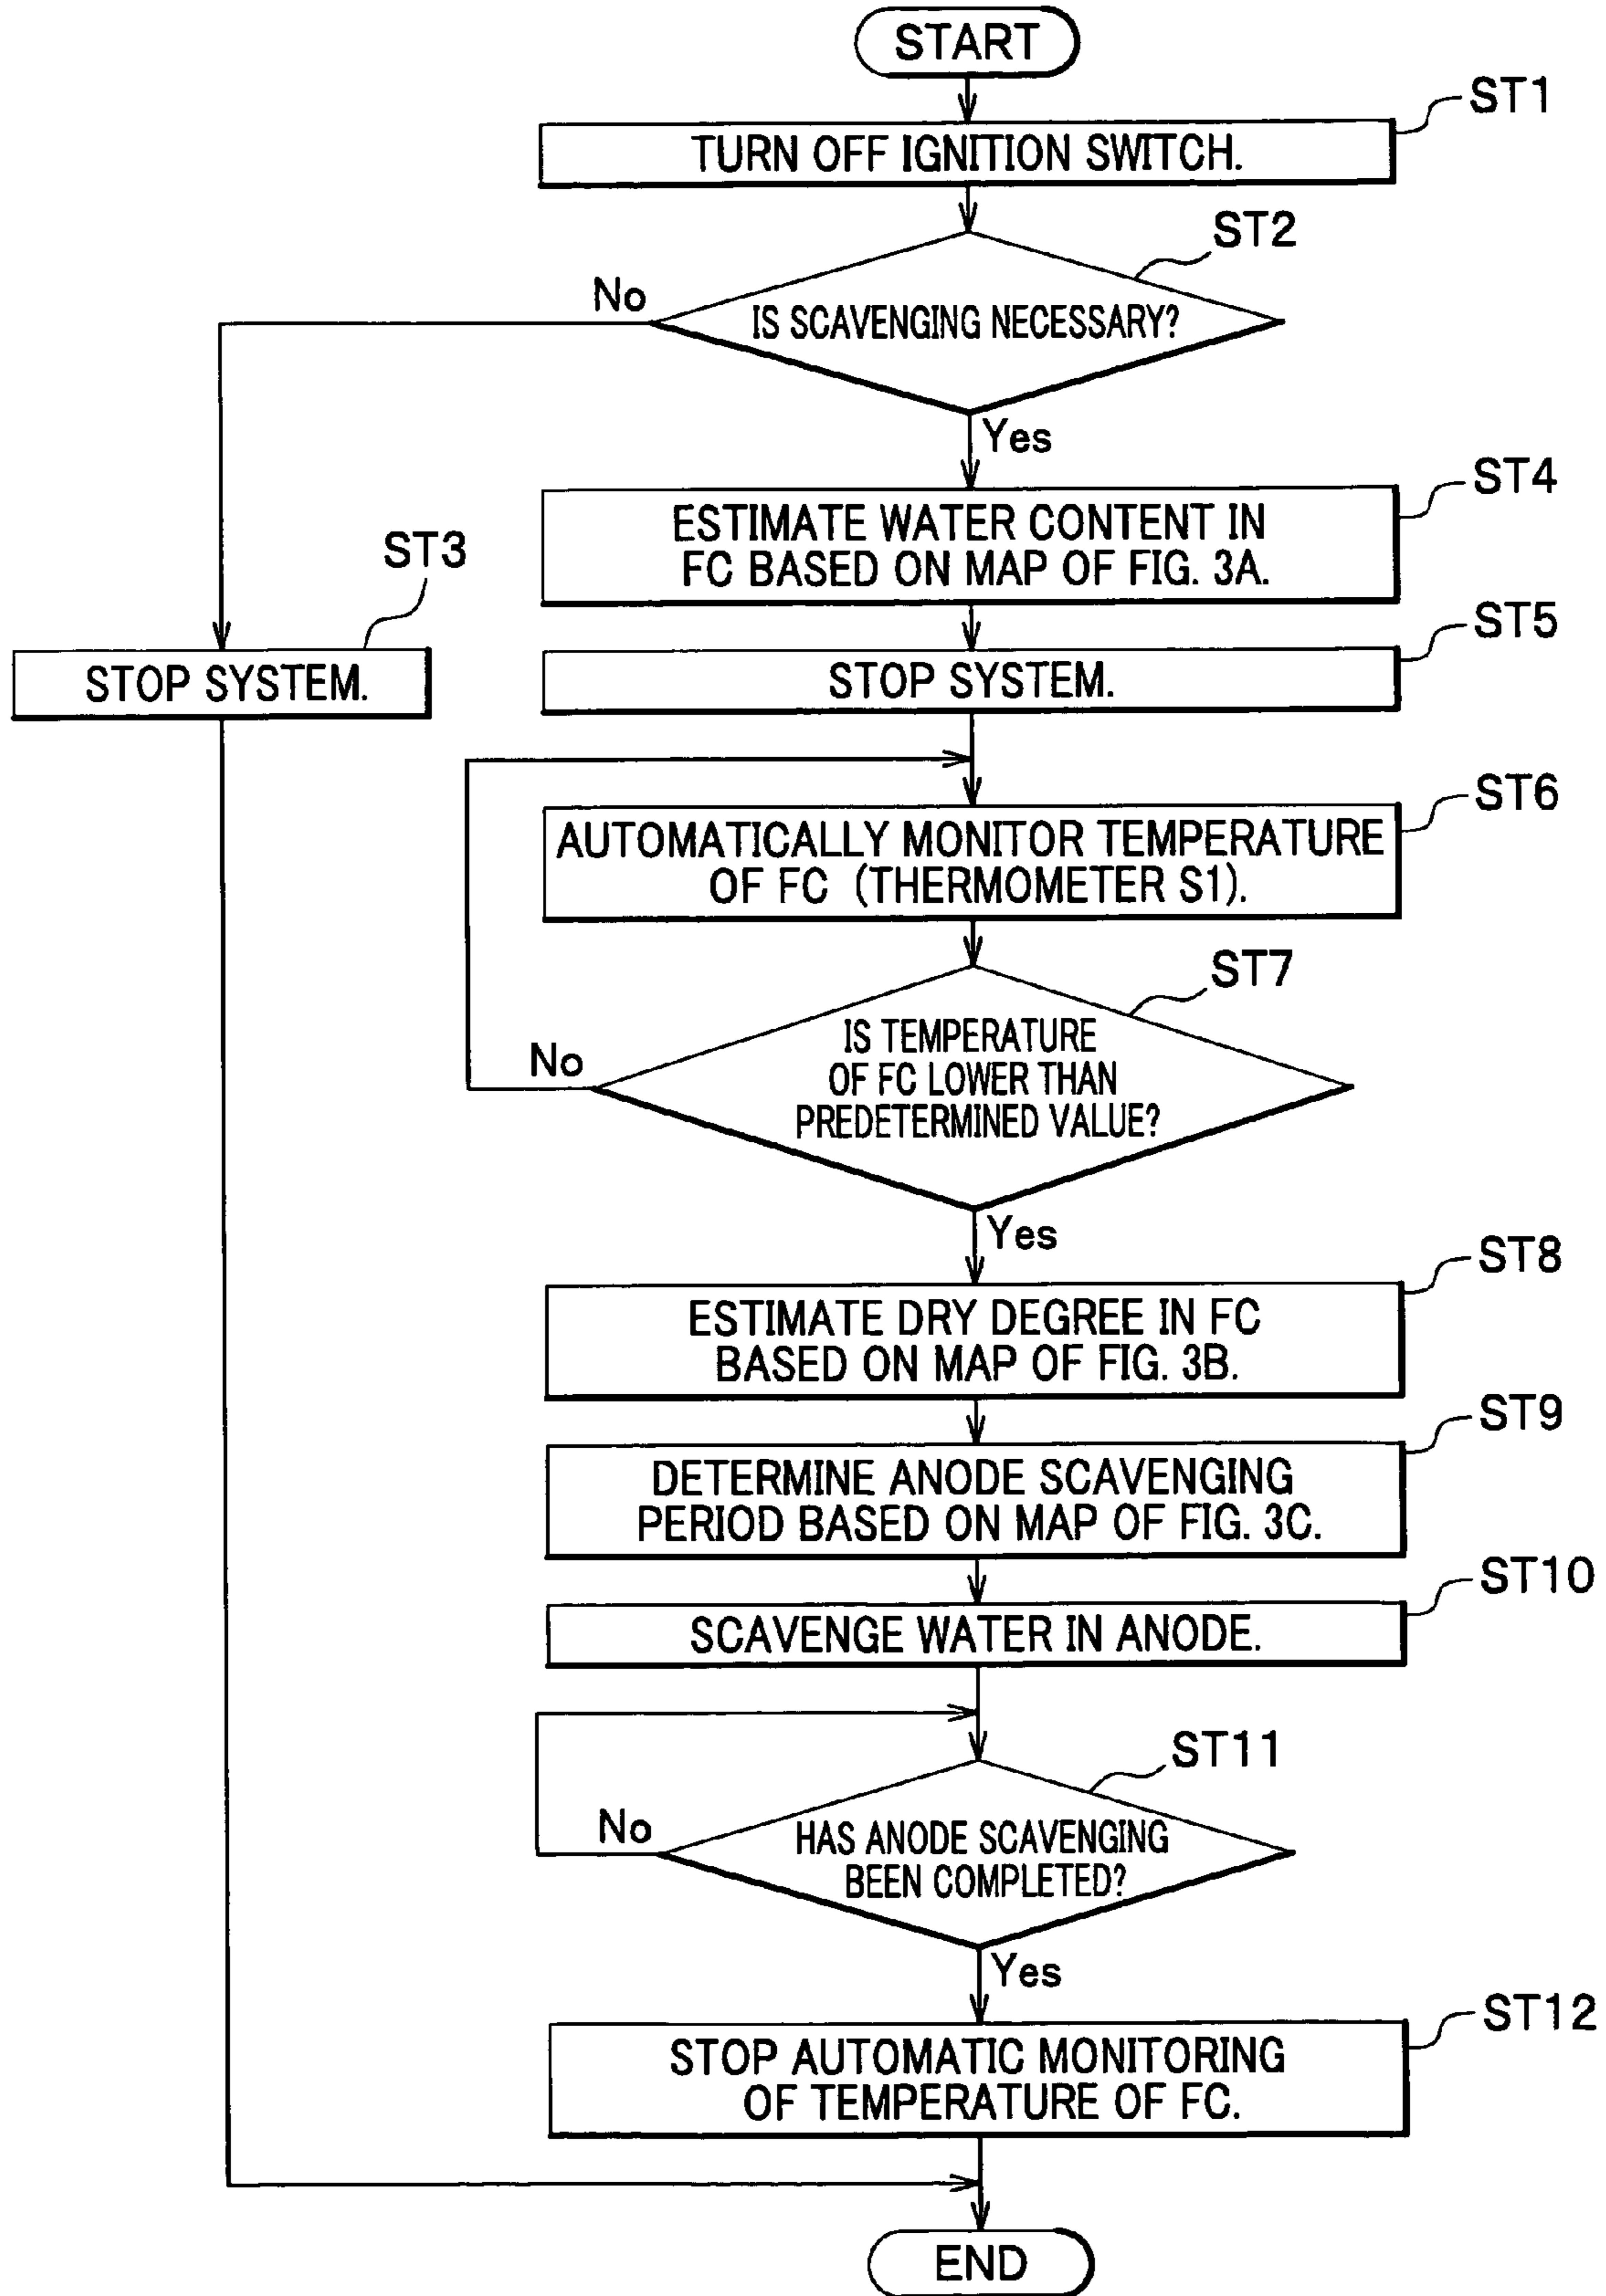 START
ST1
TURN OFF IGNITION SWITCH.
ST2
No
IS SCAVENGING NECESSARY?
Yes
ST4
ESTIMATE WATER CONTENT IN
FC BASED ON MAP OF FIG. 3A.
ST3
ST5
STOP SYSTEM.
STOP SYSTEM.
ST6
AUTOMATICALLY MONITOR TEMPERATURE
OF FC (THERMOMETER S1).
ST7
IS TEMPERATURE
No
OF FC LOWER THAN
PREDETERMINED VALUE?
Yes
ST8
ESTIMATE DRY DEGREE IN FC
BASED ON MAP OF FIG. 3B.
ST9
DETERMINE ANODE SCAVENGING
PERIOD BASED ON MAP OF FIG. 3C.
ST10
SCAVENGE WATER IN ANODE.
ST11
No
HAS ANODE SCAVENGING
BEEN COMPLETED?
Yes
ST12
STOP AUTOMATIC MONITORING
OF TEMPERATURE OF FC.
END